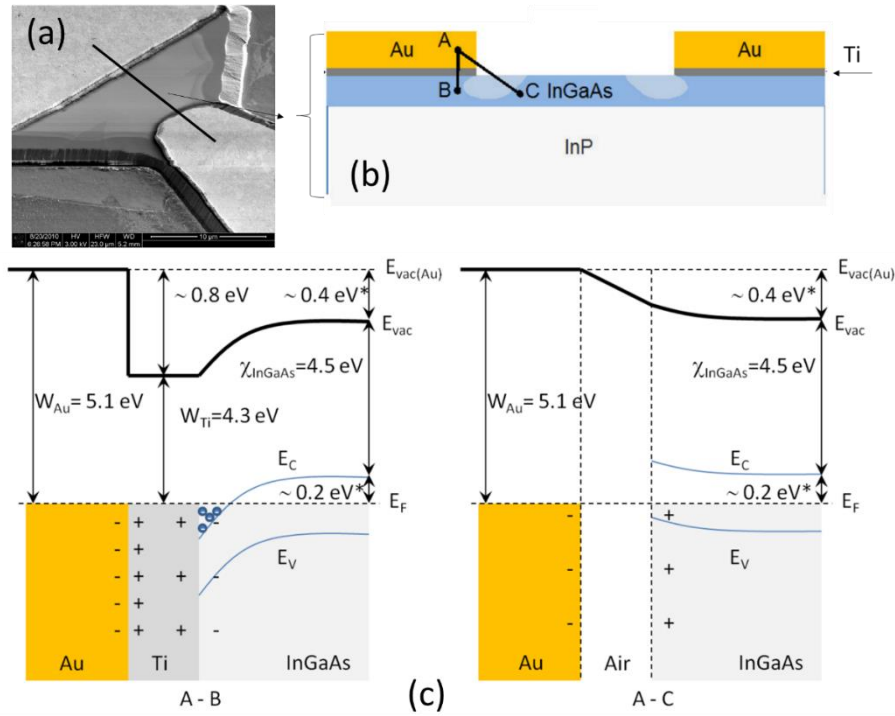 (a)
8/20/2010 HV HFW WD
6:28:58 PM 3.00 kV 23.0 µm 5.2 mm
10 µm
Au
A
Au
Ti
B
C InGaAs
InP
(b)
Evac(Au)
~ 0.8 eV
~ 0.4 eV*
Evac
χInGaAs=4.5 eV
WAu= 5.1 eV
WTi=4.3 eV
EC
~ 0.2 eV*
EF
- + + -
- +
- + + -
- +
- + + -
EV
Au
Ti
InGaAs
A - B
(c)
Evac(Au)
~ 0.4 eV*
Evac
χInGaAs=4.5 eV
WAu= 5.1 eV
EC
~ 0.2 eV*
EF
- +
EV
- +
- +
Au
Air
InGaAs
A - C